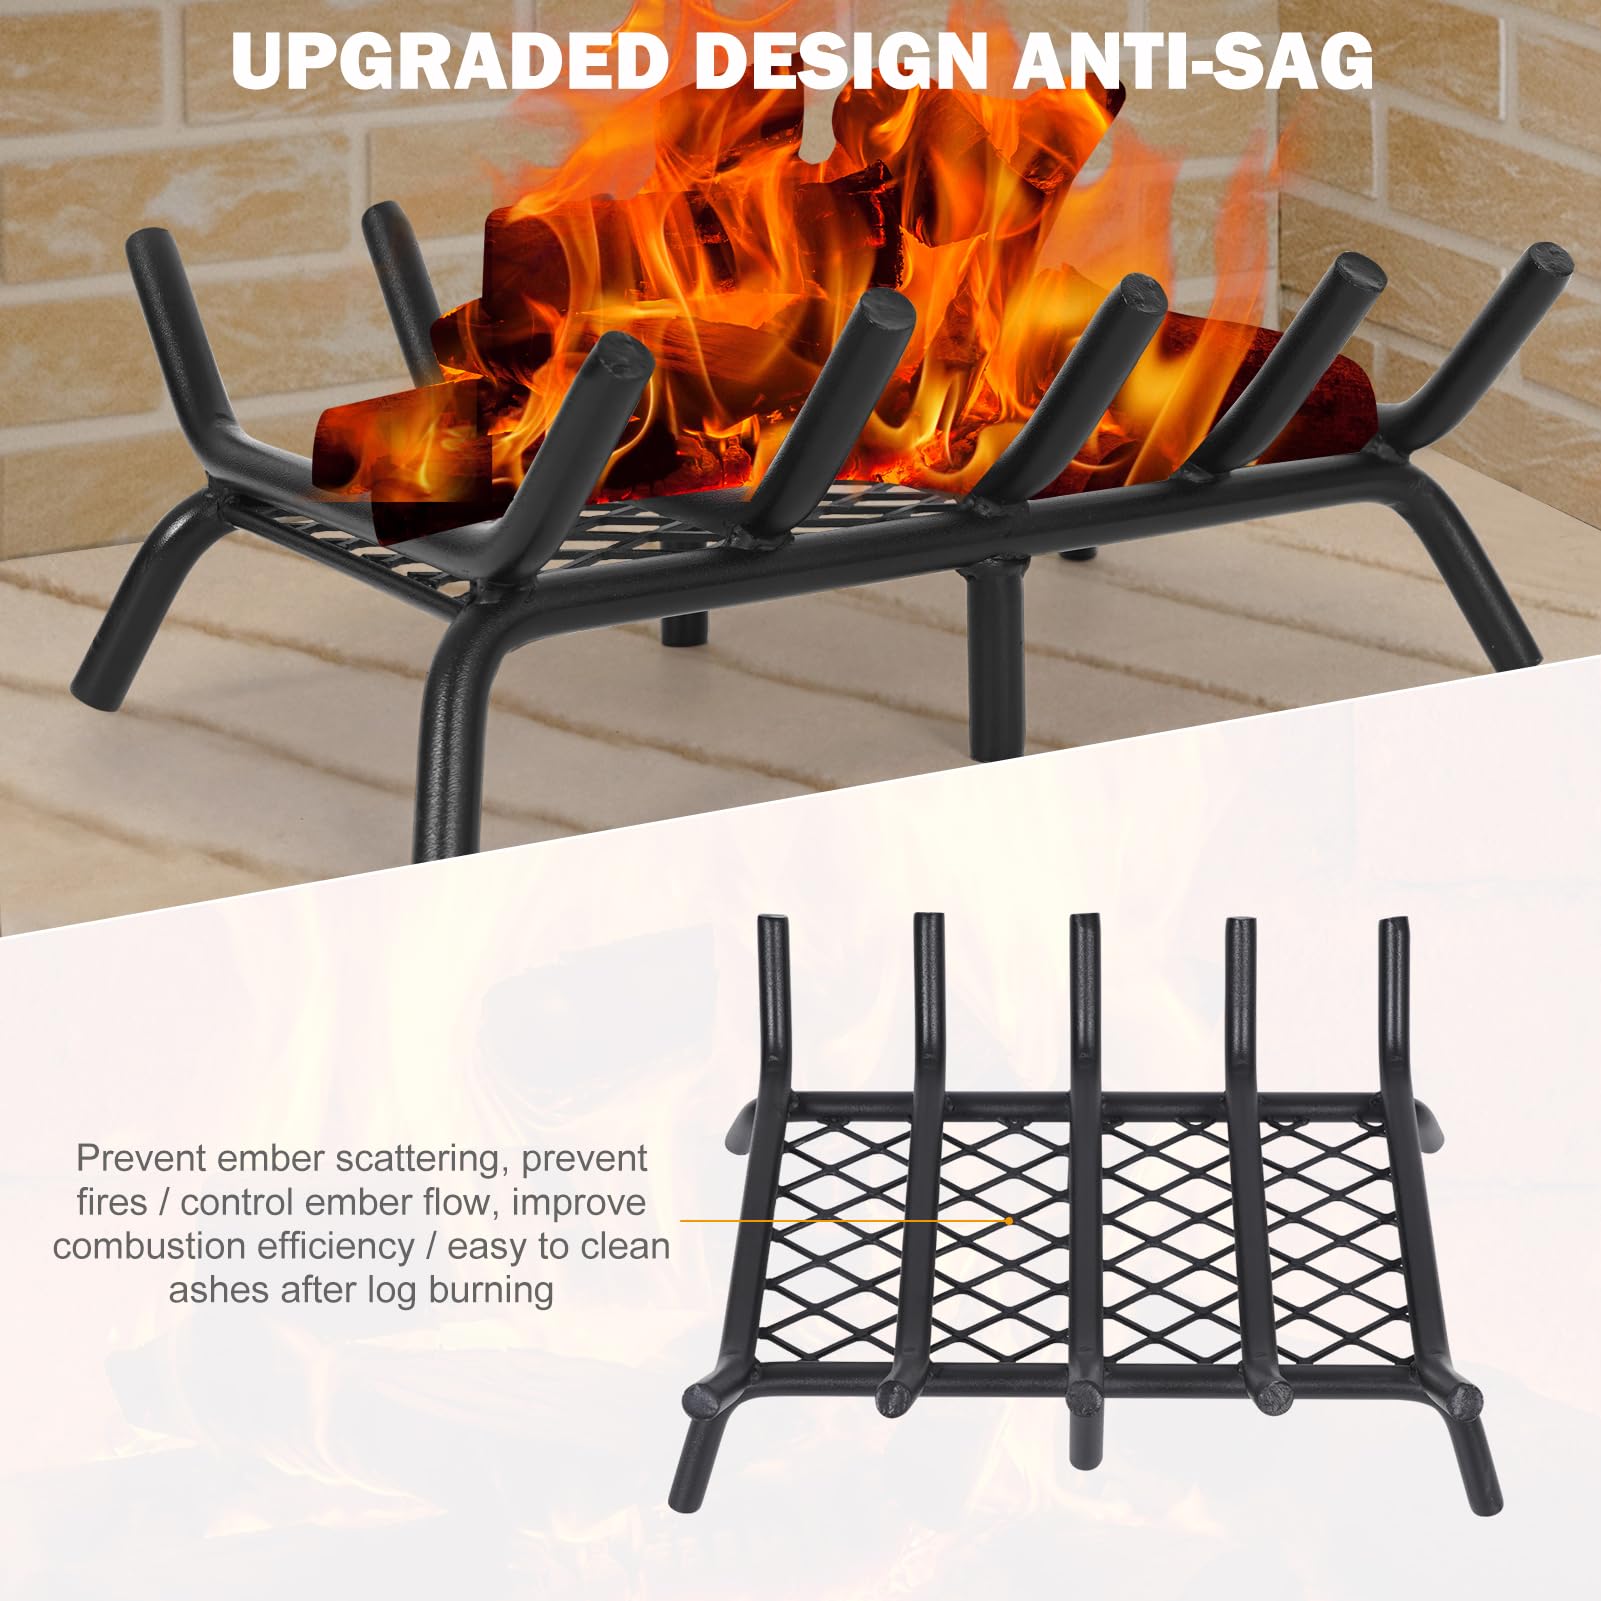 UPGRADED DESIGN ANTI-SAG
Prevent ember scattering, prevent
fires / control ember flow, improve
combustion efficiency / easy to clean
ashes after log burning